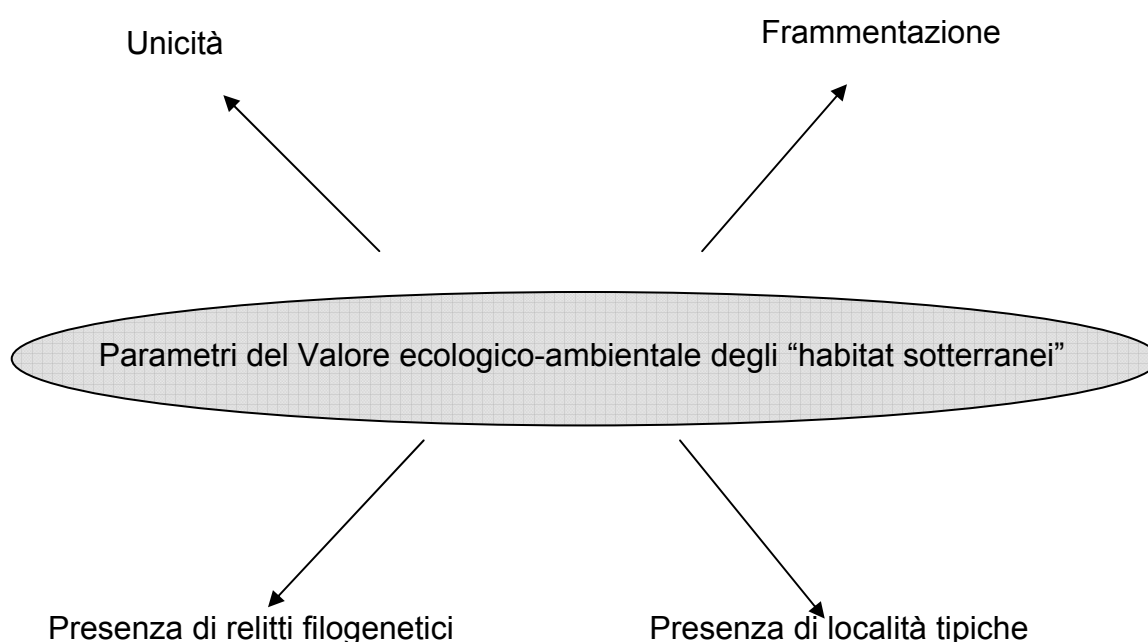 Unicità
Frammentazione
Parametri del Valore ecologico-ambientale degli “habitat sotterranei”
Presenza di relitti filogenetici
Presenza di località tipiche